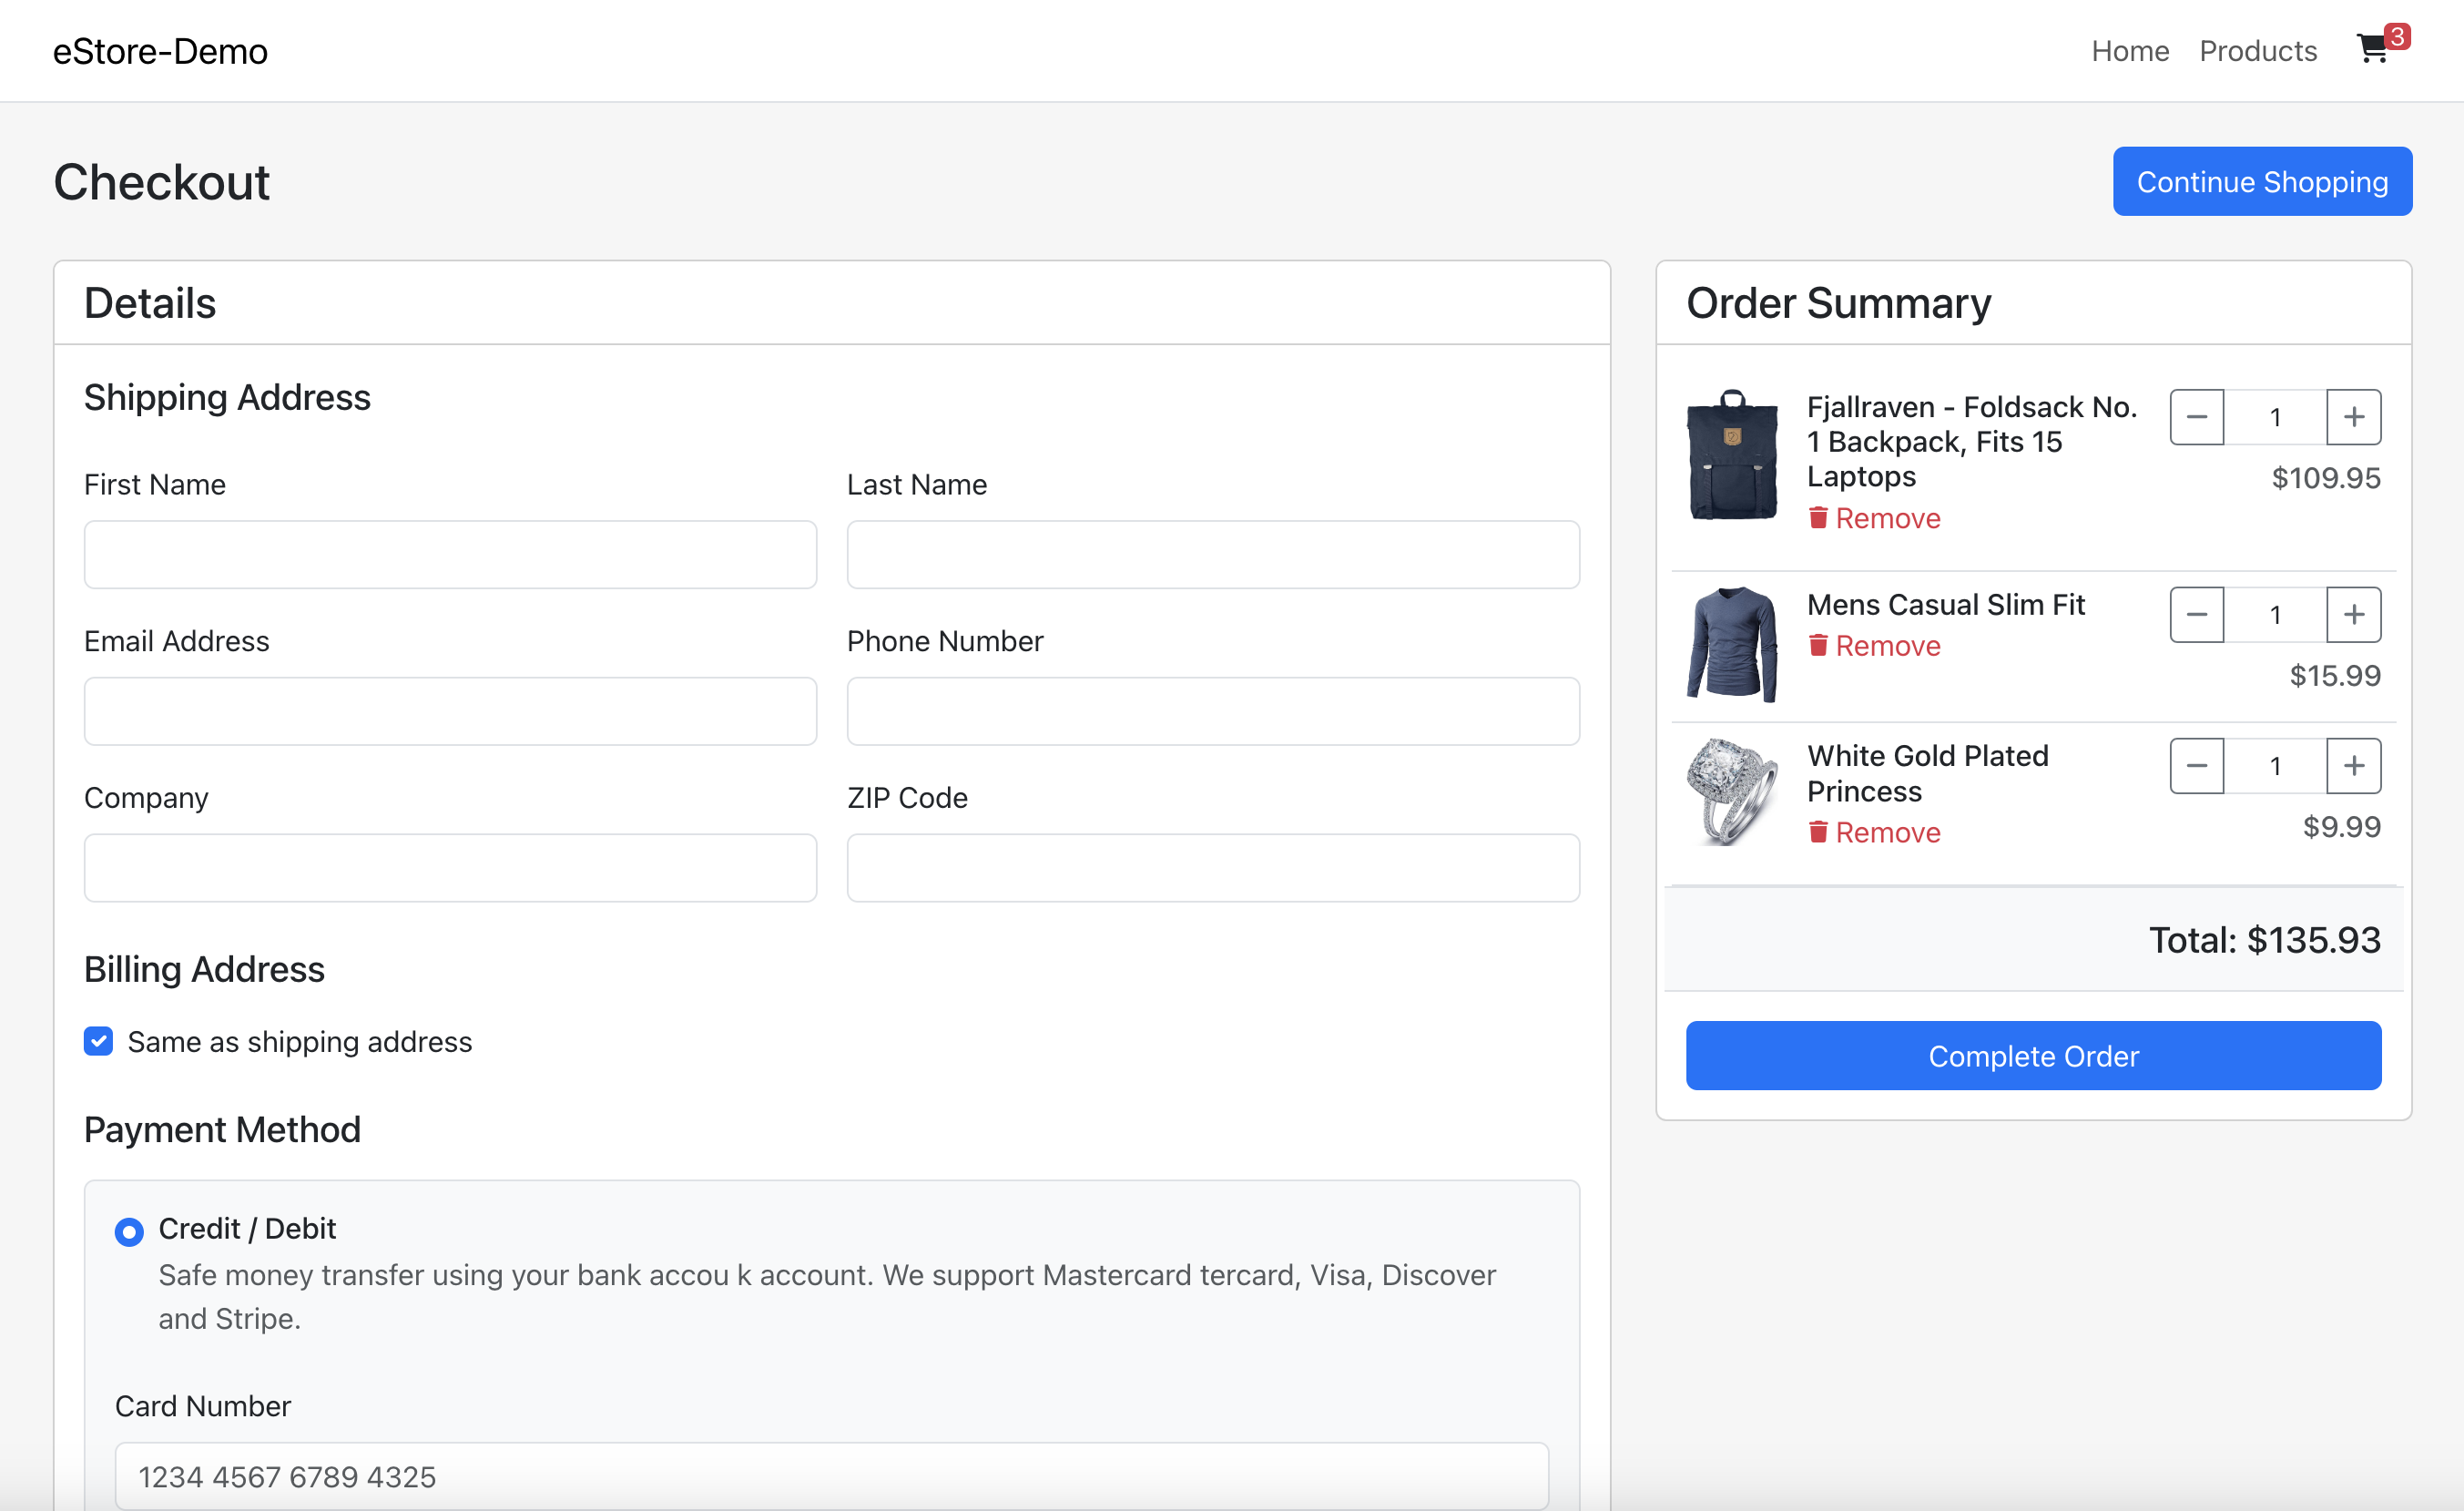 eStore-Demo
Home
Products
3
Checkout
Continue Shopping
Details
Shipping Address
First Name
Last Name
Email Address
Phone Number
Company
ZIP Code
Billing Address
Same as shipping address
Payment Method
Credit / Debit
Safe money transfer using your bank accou k account. We support Mastercard tercard, Visa, Discover
and Stripe.
Card Number
1234 4567 6789 4325
Order Summary
Fjallraven - Foldsack No.
1 Backpack, Fits 15
Laptops
Remove
1
$109.95
Mens Casual Slim Fit
Remove
1
$15.99
White Gold Plated
Princess
Remove
1
$9.99
Total: $135.93
Complete Order